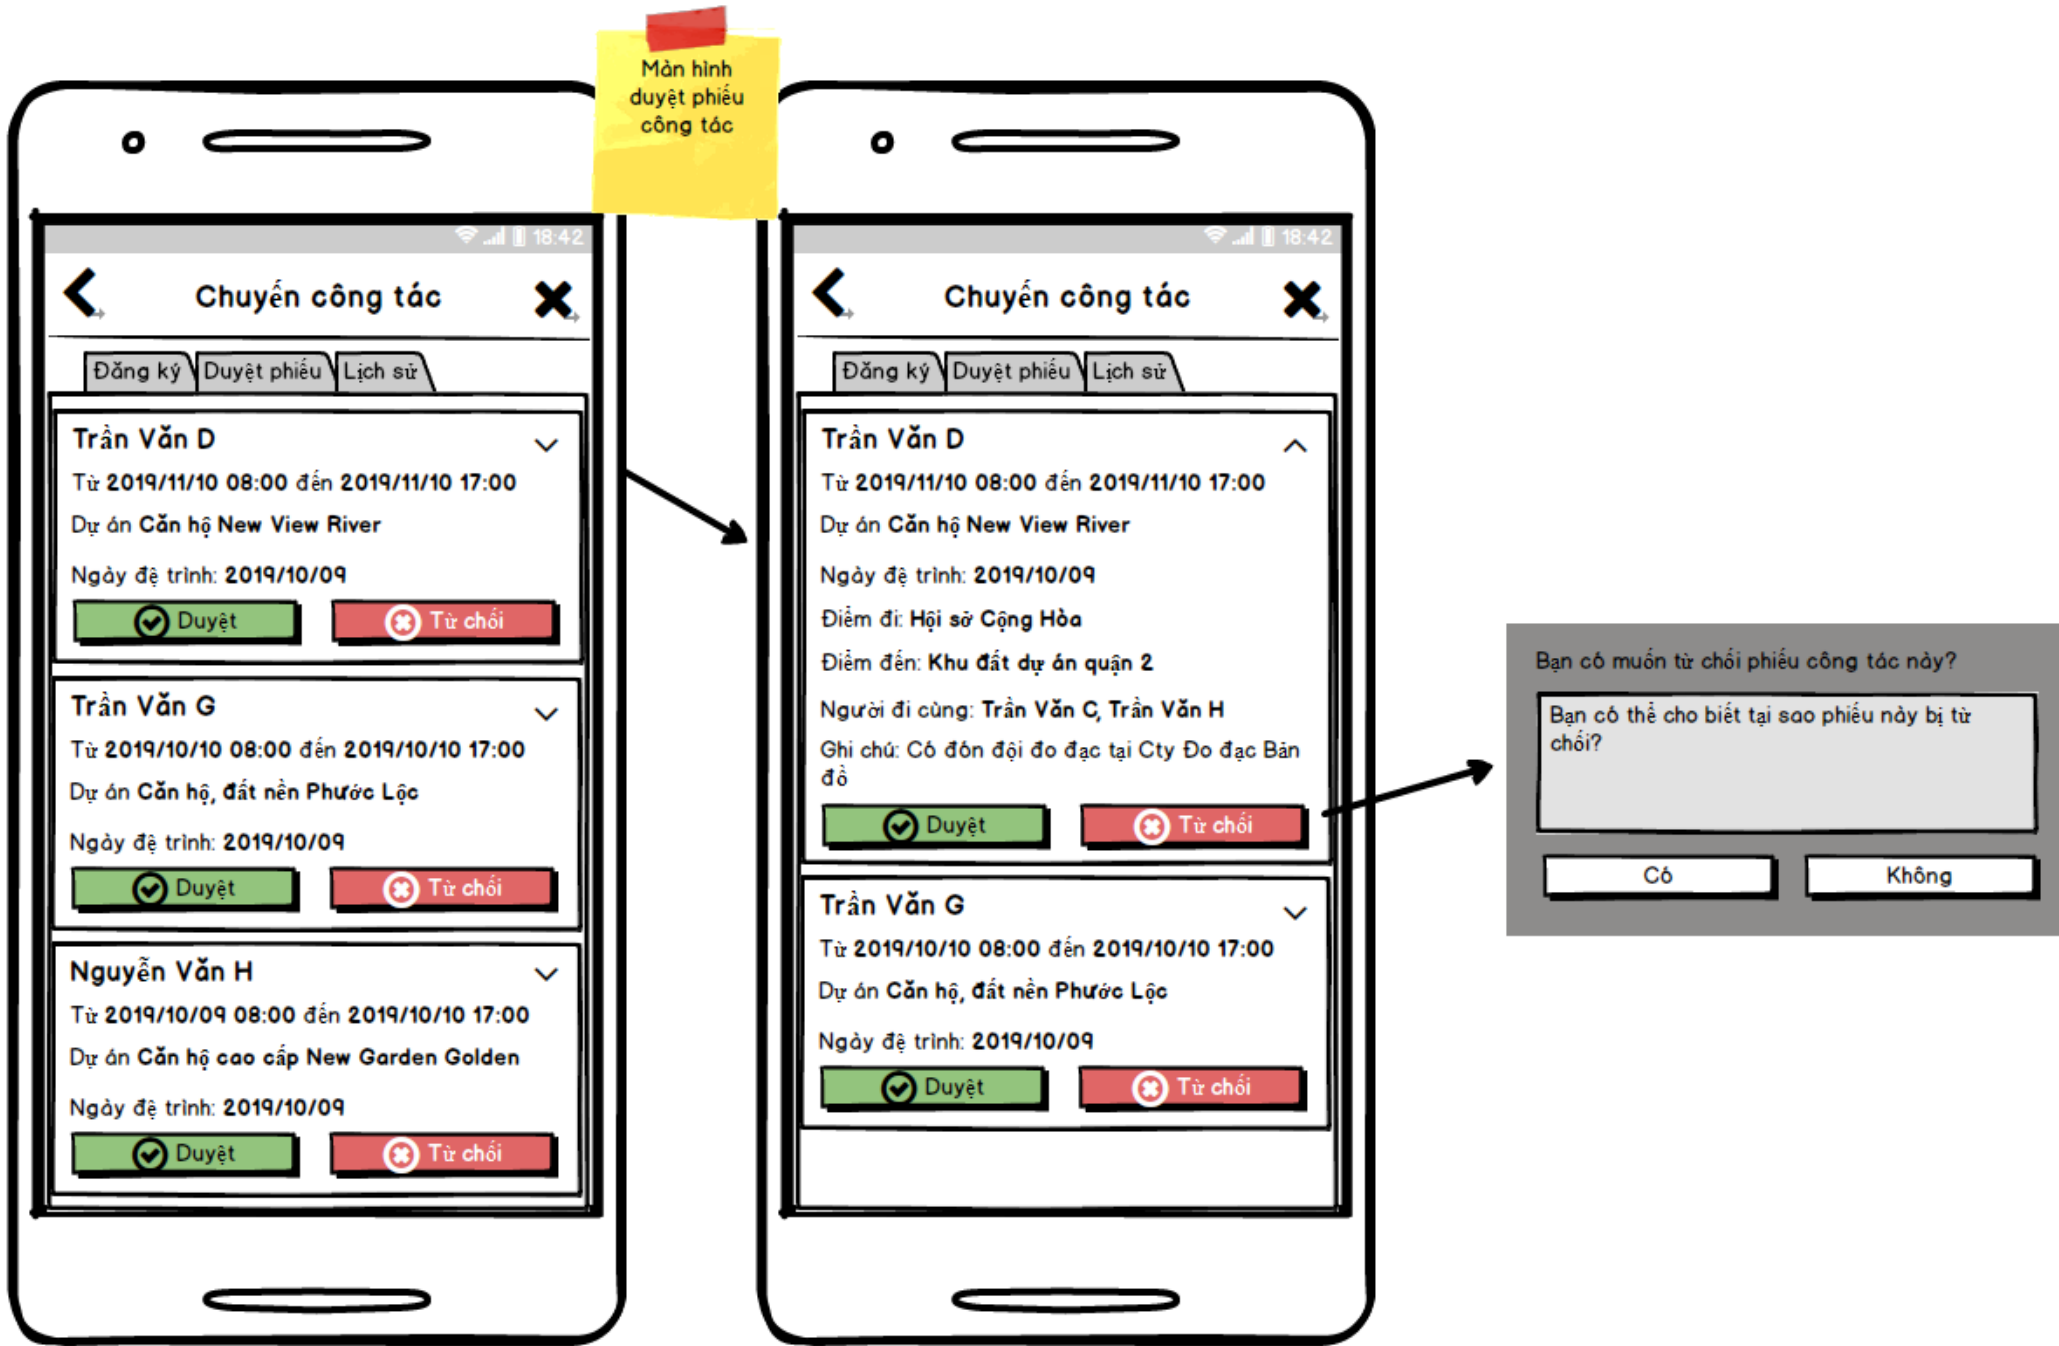 Màn hình
duyệt phiếu
công tác
18:42
Chuyến công tác
Đăng ký Duyệt phiếu Lịch sử
Trần Văn D
Từ 2019/11/10 08:00 đến 2019/11/10 17:00
Dự án Căn hộ New View River
Ngày đệ trình: 2019/10/09
Duyệt Từ chối
Trần Văn G
Từ 2019/10/10 08:00 đến 2019/10/10 17:00
Dự án Căn hộ, đất nền Phước Lộc
Ngày đệ trình: 2019/10/09
Duyệt Từ chối
Nguyễn Văn H
Từ 2019/10/09 08:00 đến 2019/10/10 17:00
Dự án Căn hộ cao cấp New Garden Golden
Ngày đệ trình: 2019/10/09
Duyệt Từ chối
18:42
Chuyến công tác
Đăng ký Duyệt phiếu Lịch sử
Trần Văn D
Từ 2019/11/10 08:00 đến 2019/11/10 17:00
Dự án Căn hộ New View River
Ngày đệ trình: 2019/10/09
Điểm đi: Hội sở Cộng Hòa
Điểm đến: Khu đất dự án quận 2
Người đi cùng: Trần Văn C, Trần Văn H
Ghi chú: Có đón đội đo đạc tại Cty Đo đạc Bản
đồ
Duyệt Từ chối
Trần Văn G
Từ 2019/10/10 08:00 đến 2019/10/10 17:00
Dự án Căn hộ, đất nền Phước Lộc
Ngày đệ trình: 2019/10/09
Duyệt Từ chối
Bạn có muốn từ chối phiếu công tác này?
Bạn có thể cho biết tại sao phiếu này bị từ
chối?
Có Không